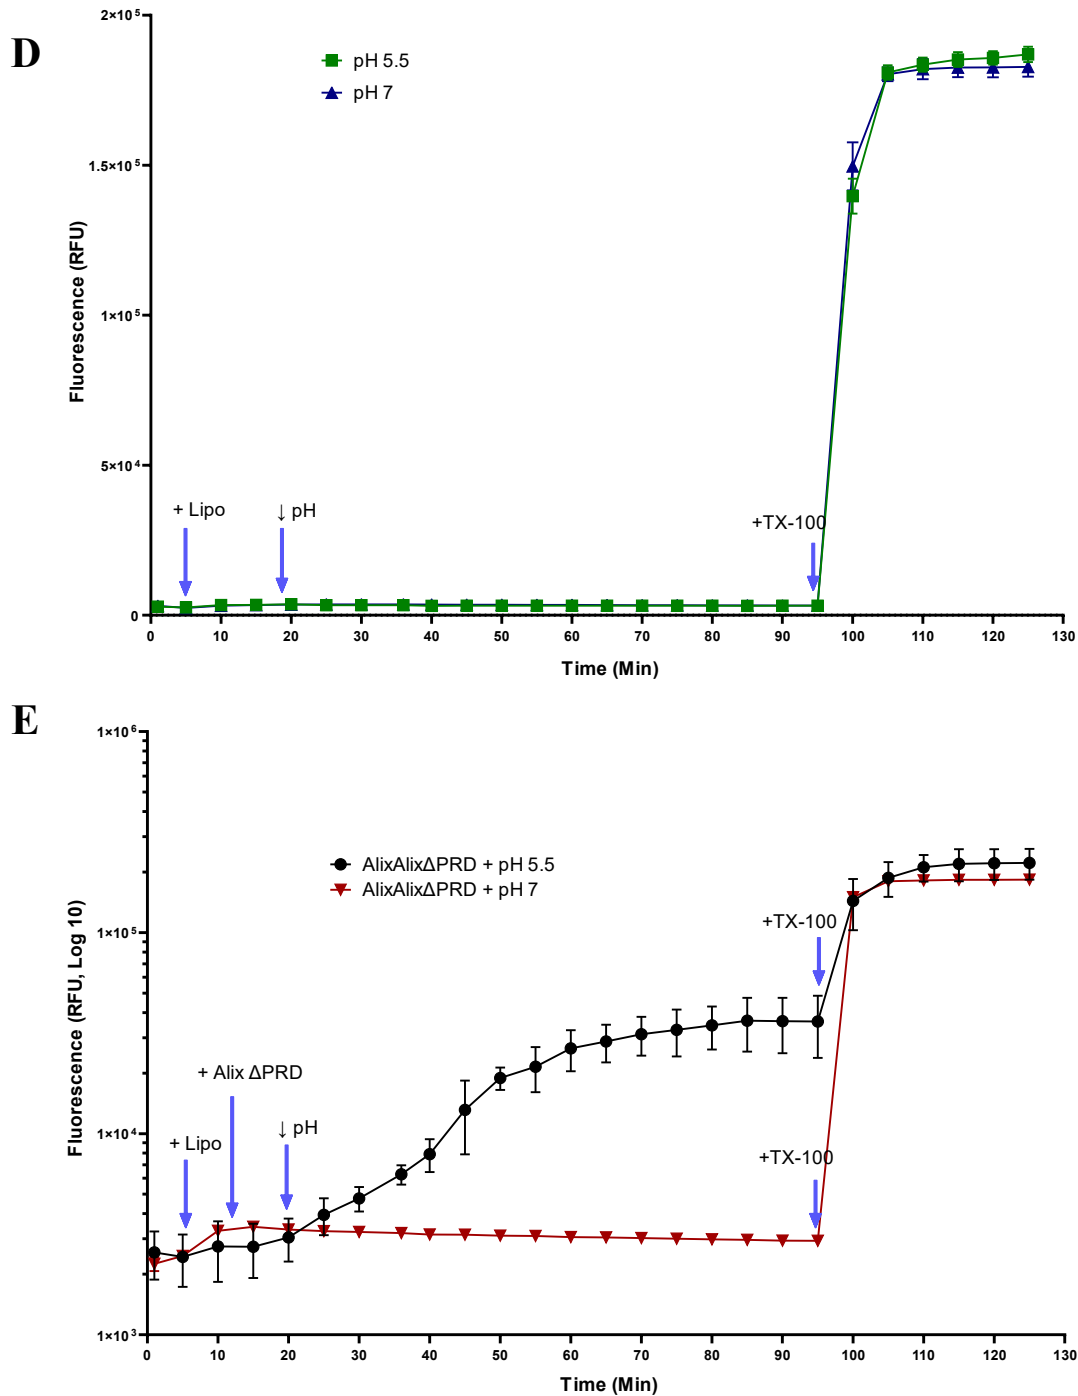 D
2×10⁵
1.5×10⁵
1×10⁵
5×10⁴
0
Fluorescence (RFU)
pH 5.5
pH 7
+ Lipo
↓ pH
+TX-100
0 10 20 30 40 50 60 70 80 90 100 110 120 130
Time (Min)
E
1×10⁶
1×10⁵
1×10⁴
1×10³
Fluorescence (RFU, Log 10)
AlixAlixΔPRD + pH 5.5
AlixAlixΔPRD + pH 7
+TX-100
+ Alix ΔPRD
+ Lipo
↓ pH
+TX-100
0 10 20 30 40 50 60 70 80 90 100 110 120 130
Time (Min)